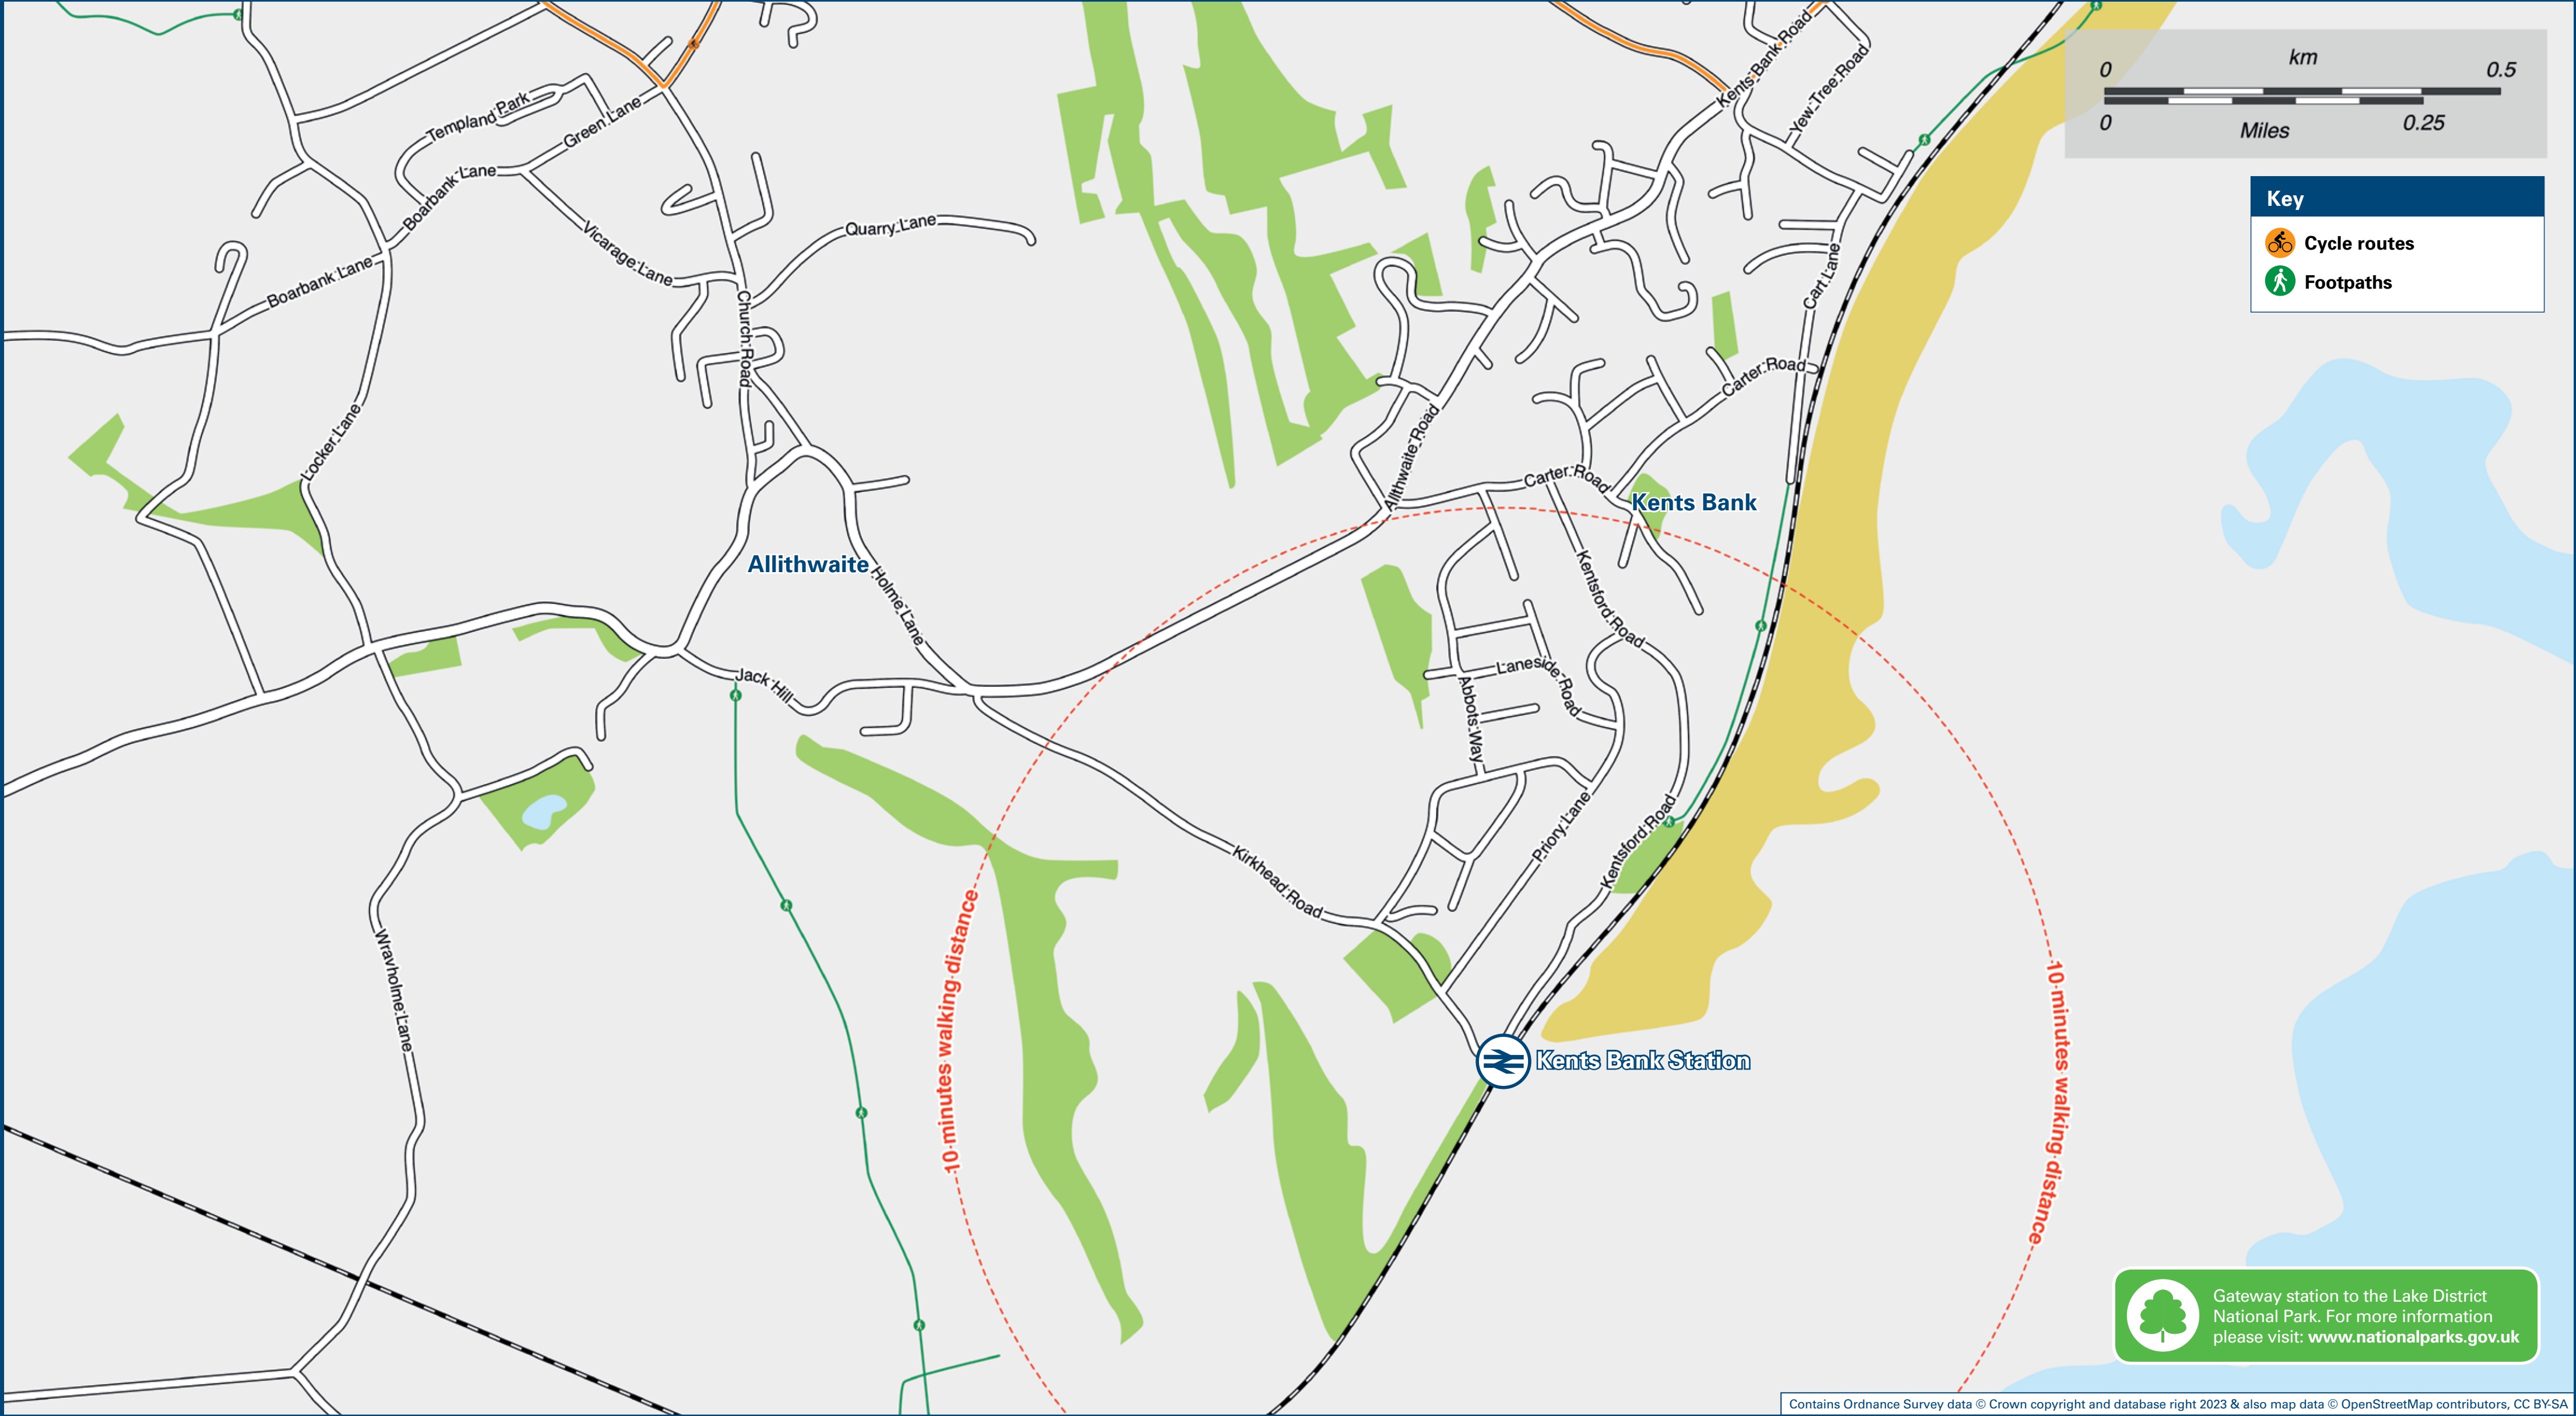 km
0 0.5
0 0.25
Miles
Key
Cycle routes
Footpaths
Kents Bank Road
Yew Tree Road
Templand Park
Green Lane
Boarbank Lane
Vicarage Lane
Quarry Lane
Boarbank Lane
Church Road
Cart Lane
Carter Road
Locker Lane
Allthwaite Road
Carter Road
Kents Bank
Allithwaite
Holme Lane
Kentsford Road
Laneside Road
Jack Hill
Abbots Way
Priory Lane
Kentsford Road
Kirkhead Road
Wravholme Lane
10 minutes walking distance
10 minutes walking distance
Kents Bank Station
Gateway station to the Lake District
National Park. For more information
please visit: www.nationalparks.gov.uk
Contains Ordnance Survey data © Crown copyright and database right 2023 & also map data © OpenStreetMap contributors, CC BY-SA